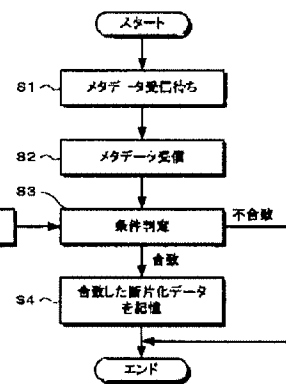 スタート
S1 メタデータ受信待ち
S2 メタデータ受信
S3
条件判定
不合致
合致
S4 合致した断片化データ
を記憶
エンド